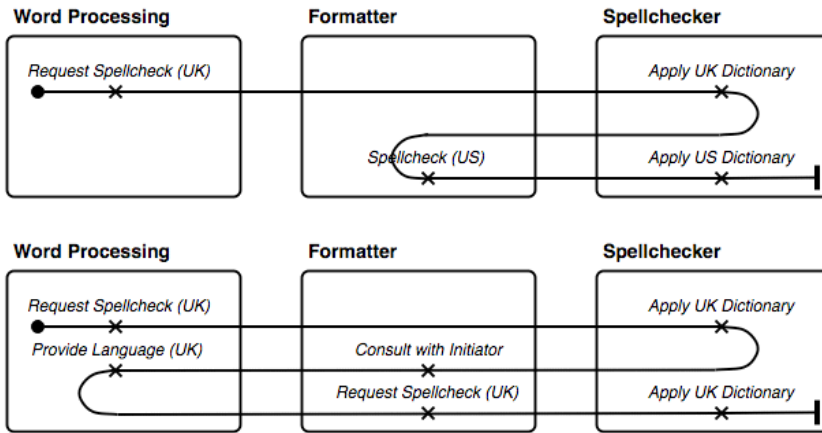 Word Processing
Formatter
Spellchecker
Request Spellcheck (UK)
Apply UK Dictionary
Spellcheck (US)
Apply US Dictionary
Word Processing
Formatter
Spellchecker
Request Spellcheck (UK)
Apply UK Dictionary
Provide Language (UK)
Consult with Initiator
Request Spellcheck (UK)
Apply UK Dictionary